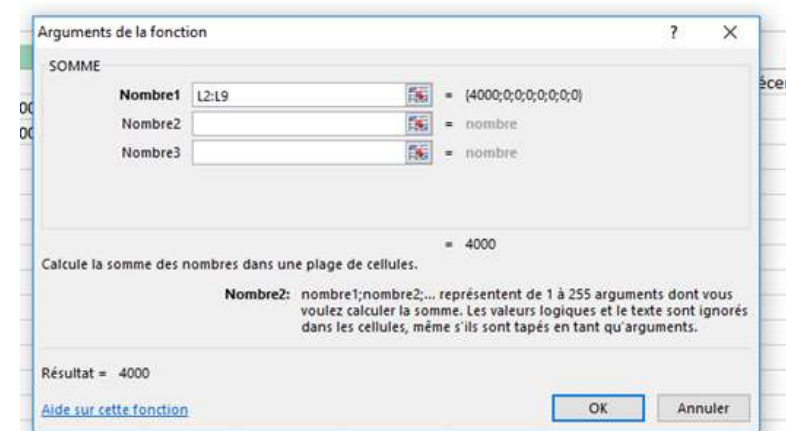 Arguments de la fonction ? ×
SOMME
Nombre1 L2:L9 = {4000;0;0;0;0;0;0;0}
Nombre2 = nombre
Nombre3 = nombre
= 4000
Calcule la somme des nombres dans une plage de cellules.
Nombre2: nombre1;nombre2;... représentent de 1 à 255 arguments dont vous
voulez calculer la somme. Les valeurs logiques et le texte sont ignorés
dans les cellules, même s'ils sont tapés en tant qu'arguments.
Résultat = 4000
Aide sur cette fonction OK Annuler